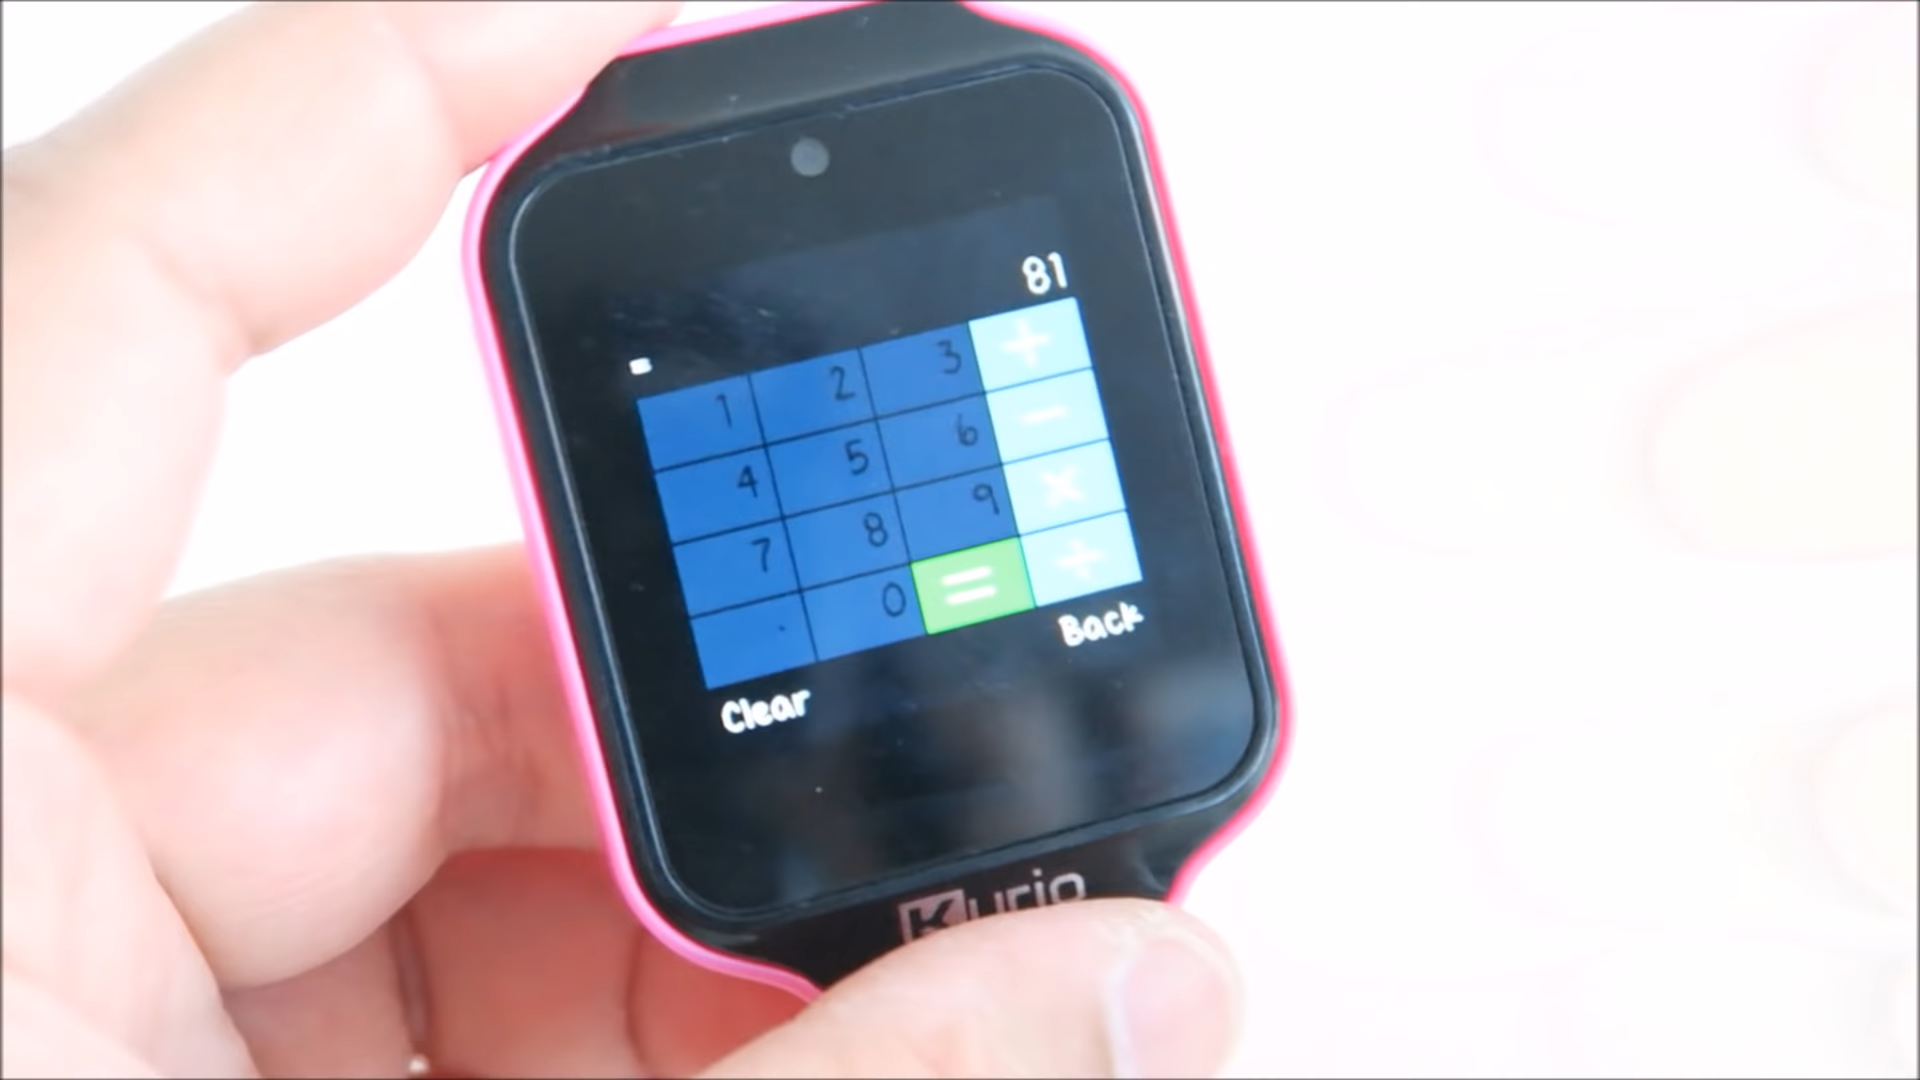 81
=
1 2 3 +
4 5 6 -
7 8 9 ×
. 0 = ÷
Clear Back
Kurio